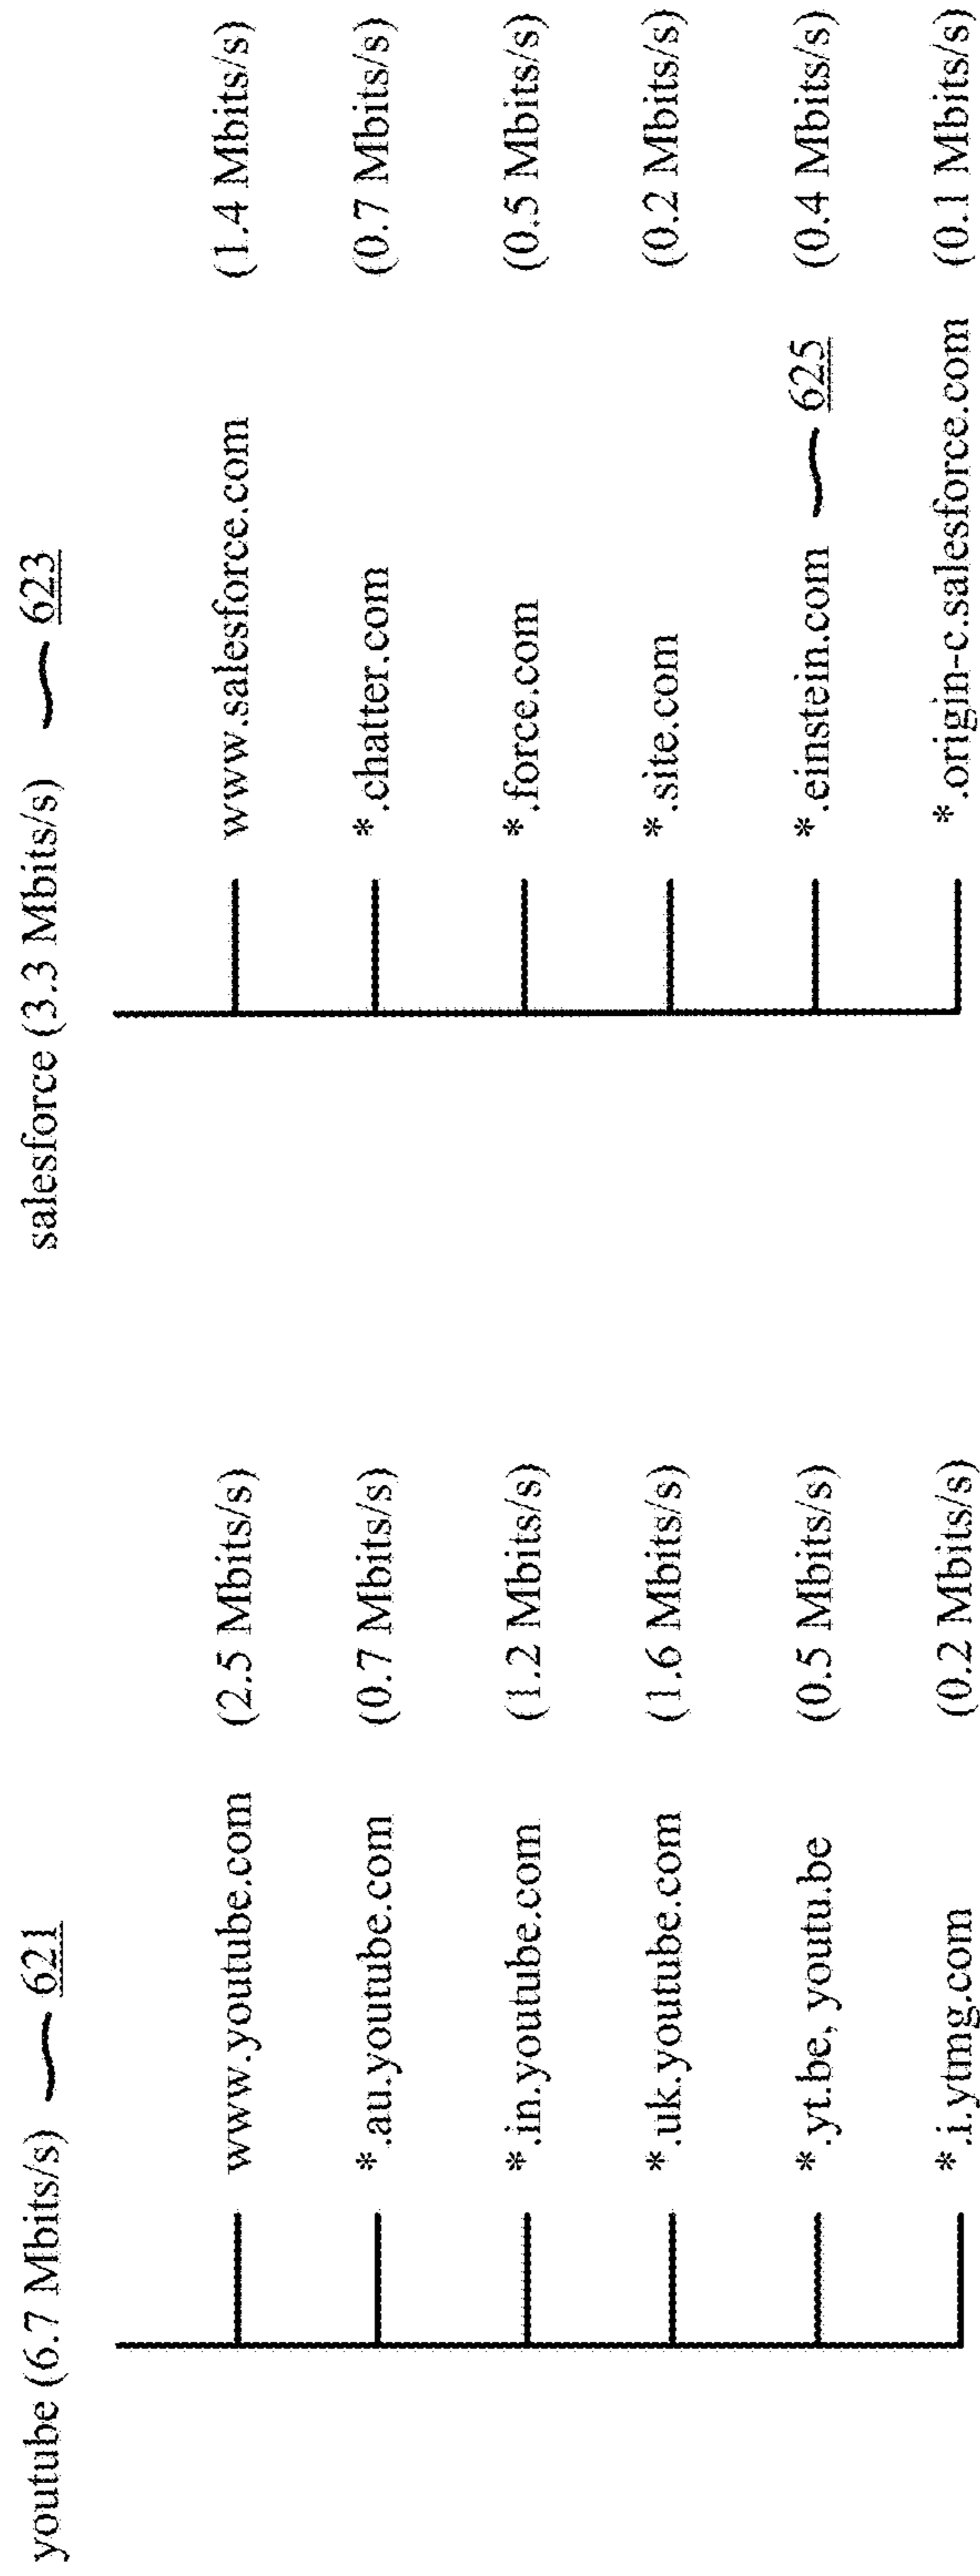 youtube (6.7 Mbits/s) 621
www.youtube.com (2.5 Mbits/s)
*.au.youtube.com (0.7 Mbits/s)
*.in.youtube.com (1.2 Mbits/s)
*.uk.youtube.com (1.6 Mbits/s)
*.yt.be, youtu.be (0.5 Mbits/s)
*.i.ytmg.com (0.2 Mbits/s)
salesforce (3.3 Mbits/s) 623
www.salesforce.com (1.4 Mbits/s)
*.chatter.com (0.7 Mbits/s)
*.force.com (0.5 Mbits/s)
*.site.com (0.2 Mbits/s)
*.einstein.com 625 (0.4 Mbits/s)
*.origin-c.salesforce.com (0.1 Mbits/s)